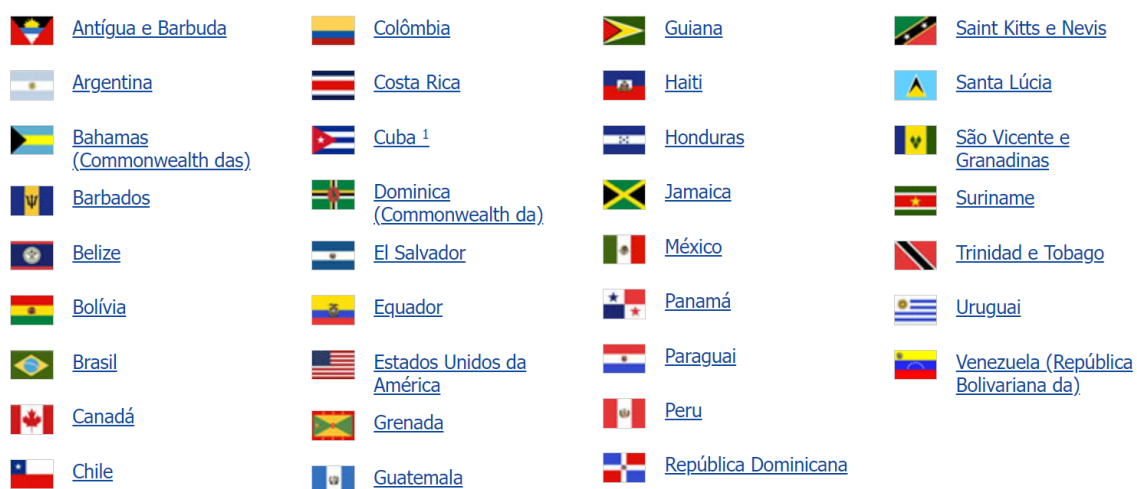 Antígua e Barbuda
Argentina
Bahamas
(Commonwealth das)
Barbados
Belize
Bolívia
Brasil
Canadá
Chile
Colômbia
Costa Rica
Cuba ¹
Dominica
(Commonwealth da)
El Salvador
Equador
Estados Unidos da
América
Grenada
Guatemala
Guiana
Haiti
Honduras
Jamaica
México
Panamá
Paraguai
Peru
República Dominicana
Saint Kitts e Nevis
Santa Lúcia
São Vicente e
Granadinas
Suriname
Trinidad e Tobago
Uruguai
Venezuela (República
Bolivariana da)